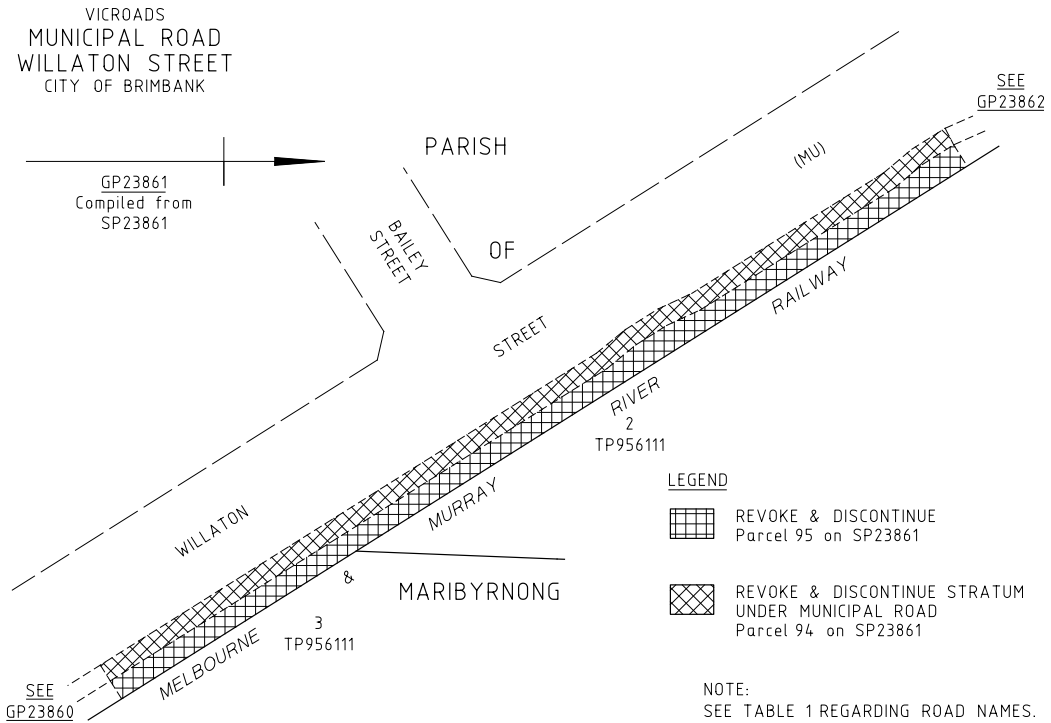 VICROADS
MUNICIPAL ROAD
WILLATON STREET
CITY OF BRIMBANK
SEE
GP23862
PARISH
(MU)
GP23861
Compiled from
SP23861
BAILEY
STREET
OF
RAILWAY
STREET
RIVER
2
TP956111
LEGEND
MURRAY
WILLATON
REVOKE & DISCONTINUE
Parcel 95 on SP23861
&
MARIBYRNONG
REVOKE & DISCONTINUE STRATUM
UNDER MUNICIPAL ROAD
Parcel 94 on SP23861
3
TP956111
MELBOURNE
SEE
GP23860
NOTE:
SEE TABLE 1 REGARDING ROAD NAMES.